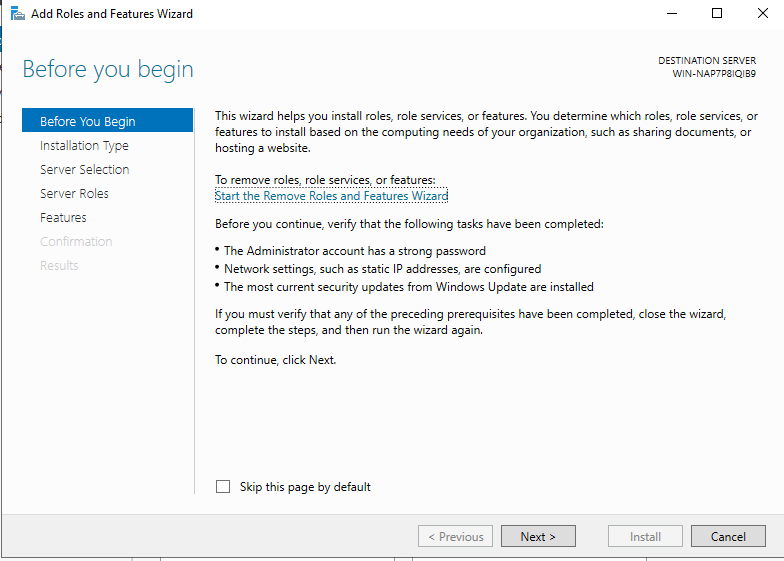 Add Roles and Features Wizard
Before you begin
DESTINATION SERVER
WIN-NAP7P8IQIB9
Before You Begin
Installation Type
Server Selection
Server Roles
Features
Confirmation
Results
This wizard helps you install roles, role services, or features. You determine which roles, role services, or
features to install based on the computing needs of your organization, such as sharing documents, or
hosting a website.
To remove roles, role services, or features:
Start the Remove Roles and Features Wizard
Before you continue, verify that the following tasks have been completed:
• The Administrator account has a strong password
• Network settings, such as static IP addresses, are configured
• The most current security updates from Windows Update are installed
If you must verify that any of the preceding prerequisites have been completed, close the wizard,
complete the steps, and then run the wizard again.
To continue, click Next.
Skip this page by default
< Previous
Next >
Install
Cancel